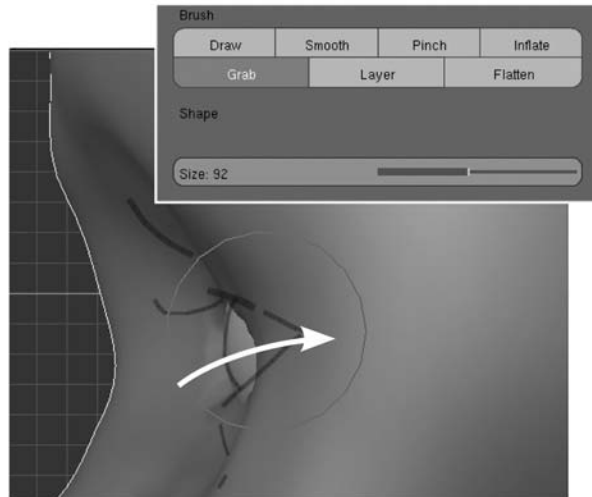 Brush
Draw Smooth Pinch Inflate
Grab Layer Flatten
Shape
Size: 92